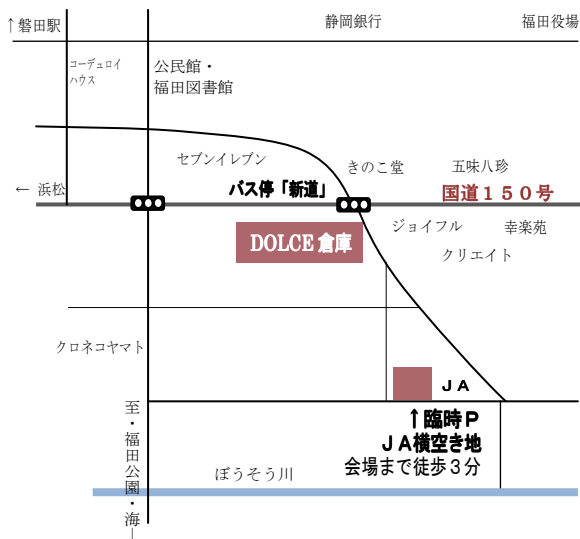 ↑磐田駅
静岡銀行
福田役場
コーデュロイ
ハウス
公民館・
福田図書館
セブンイレブン
きのこ堂
五味八珍
← 浜松
バス停「新道」
国道１５０号
DOLCE倉庫
ジョイフル
幸楽苑
クリエイト
クロネコヤマト
ＪＡ
↑臨時Ｐ
ＪＡ横空き地
会場まで徒歩３分
至・福田公園・海→
ぼうそう川